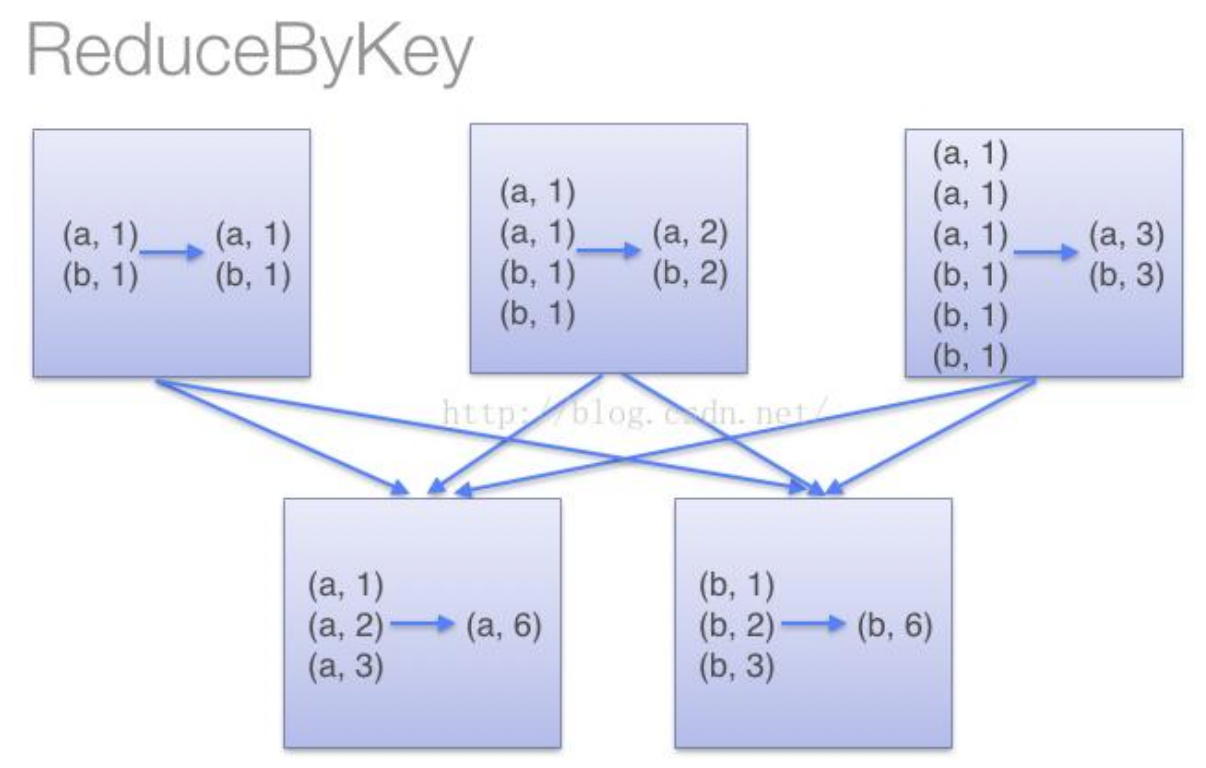 ReduceByKey
(a, 1) (a, 1)
(b, 1) (b, 1)
(a, 1)
(a, 1) (a, 2)
(b, 1) (b, 2)
(b, 1)
(a, 1)
(a, 1)
(a, 1) (a, 3)
(b, 1) (b, 3)
(b, 1)
(b, 1)
http://blog.csdn.net/
(a, 1)
(a, 2) (a, 6)
(a, 3)
(b, 1)
(b, 2) (b, 6)
(b, 3)